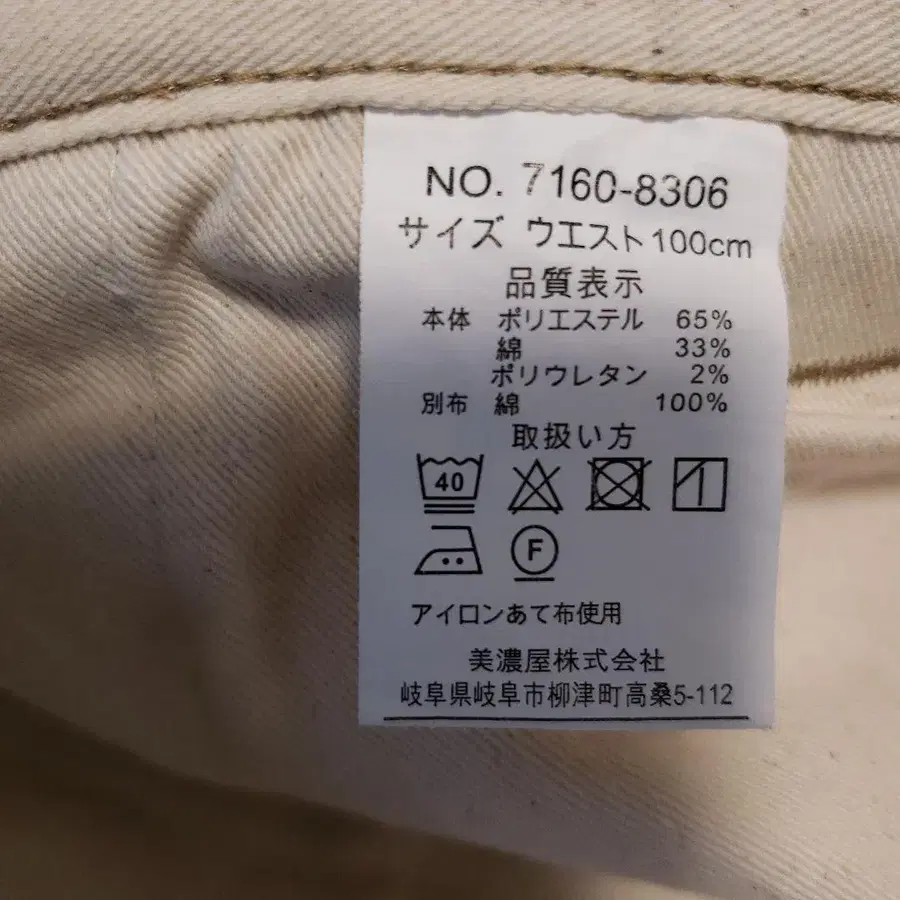 NO. 7160-8306
サイズ ウエスト100cm
品質表示
本体 ポリエステル 65%
綿 33%
ポリウレタン 2%
別布 綿 100%
取扱い方
40
F
アイロンあて布使用
美濃屋株式会社
岐阜県岐阜市柳津町高桑5-112